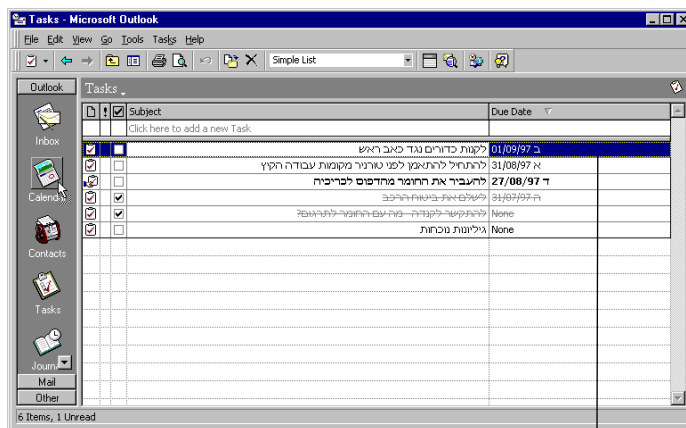 Tasks - Microsoft Outlook
File Edit View Go Tools Tasks Help
Simple List
Outlook
Tasks
! Subject Due Date
Click here to add a new Task
לקנות כדורים נגד כאב ראש ב 01/09/97
להתחיל להתאמן לפני טורניר מקומות עבודה הקיץ א 31/08/97
להעביר את החומר מהדפוס לכריכיה ד 27/08/97
לשלם את ביטוח הרכב ה 31/07/97
להתקשר לקנדה - מה עם החומר לתרגום? None
גיליונות נוכחות None
Inbox
Calenda
Contacts
Tasks
Journ
Mail
Other
6 Items, 1 Unread